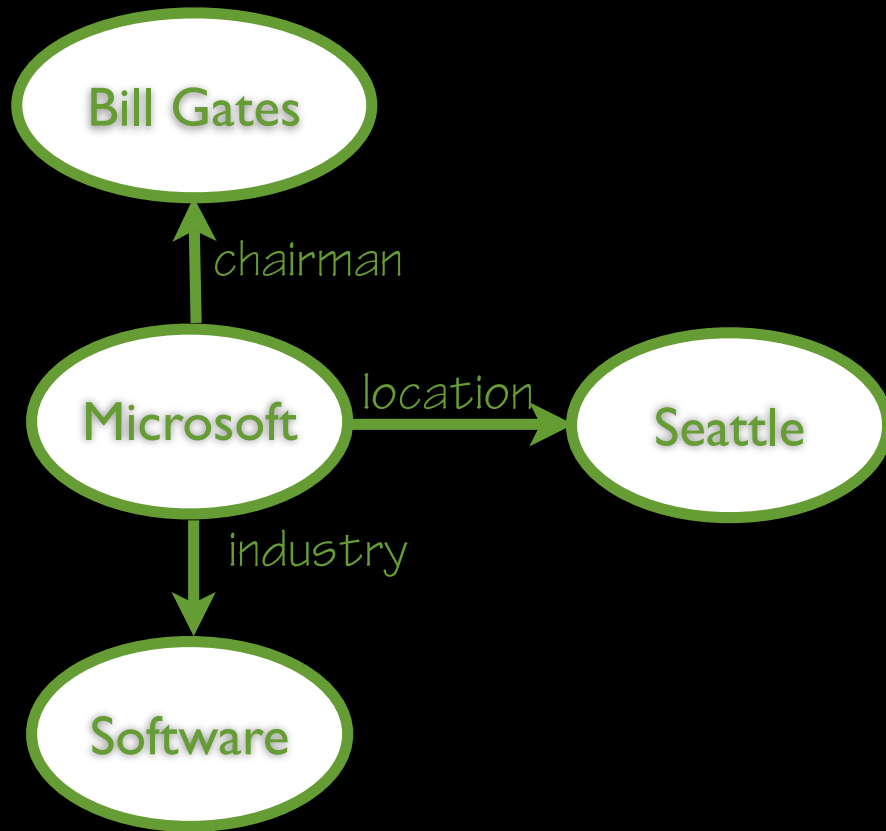 Bill Gates
chairman
Microsoft
location
Seattle
industry
Software